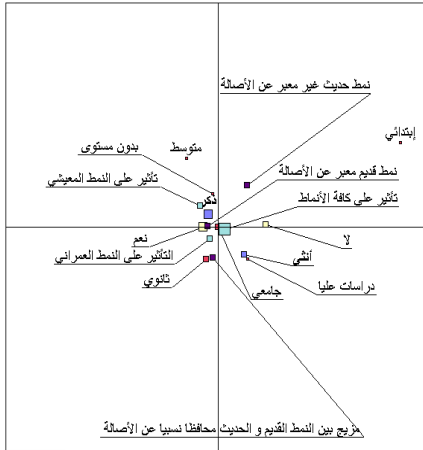 نمط حديث غير معبر عن الأصالة
إبتدائي
متوسط
بدون مستوى
نمط قديم معبر عن الأصالة
تأثير على النمط المعيشي
ذكر
تأثير على كافة الأنماط
نعم
لا
التأثير على النمط العمراني
أنثي
ثانوي
جامعي
دراسات عليا
مزيج بين النمط القديم و الحديث محافظا نسبيا عن الأصالة